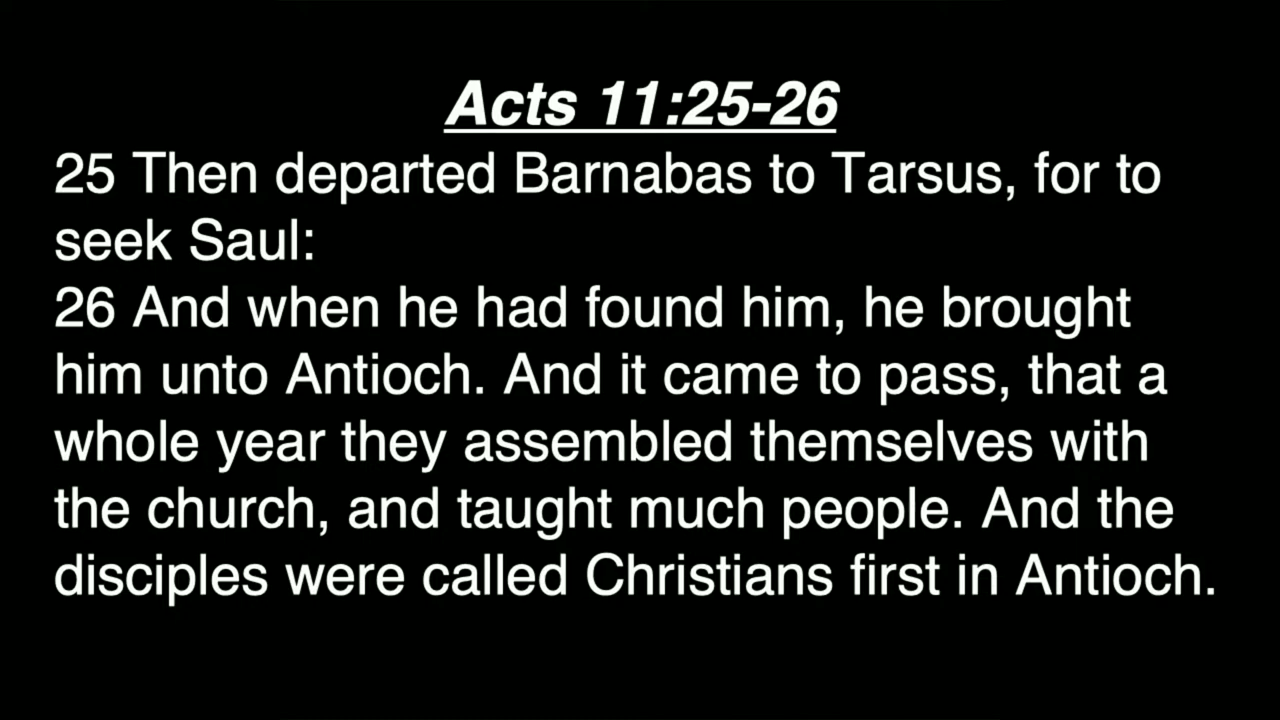 Acts 11:25-26
25 Then departed Barnabas to Tarsus, for to
seek Saul:
26 And when he had found him, he brought
him unto Antioch. And it came to pass, that a
whole year they assembled themselves with
the church, and taught much people. And the
disciples were called Christians first in Antioch.